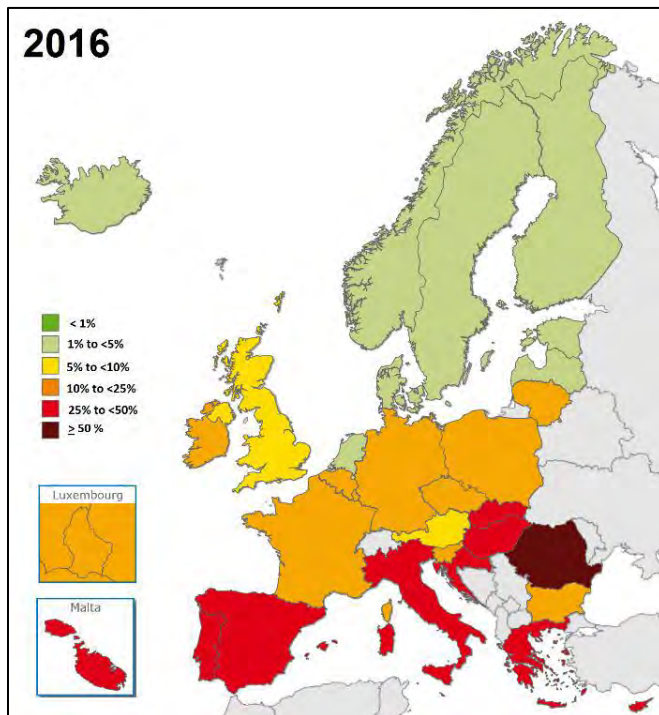 2016
< 1%
1% to <5%
5% to <10%
10% to <25%
25% to <50%
≥ 50 %
Luxembourg
Malta